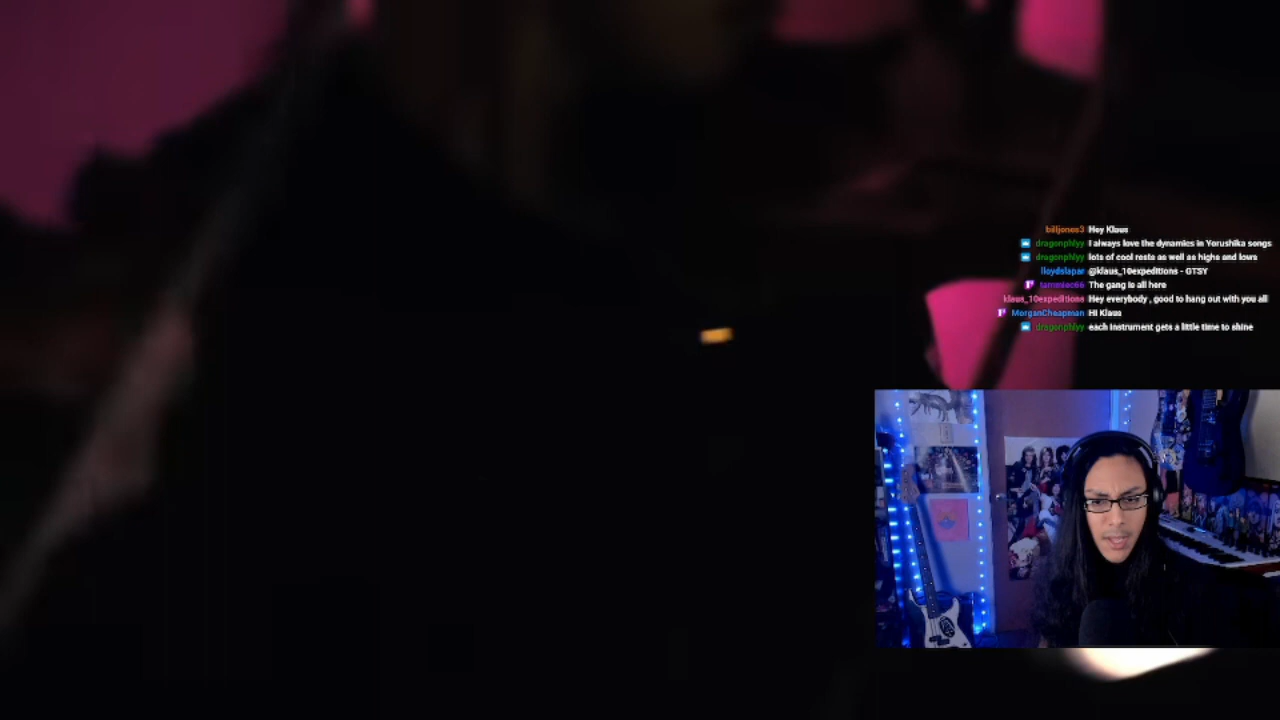 billjones3 Hey Klaus
dragonphlyy I always love the dynamics in Yorushika songs
dragonphlyy lots of cool rests as well as highs and lows
lloydslapar @klaus_10expeditions - GTSY
tammiec66 The gang is all here
klaus_10expeditions Hey everybody , good to hang out with you all
MorganCheapman Hi Klaus
dragonphlyy each instrument gets a little time to shine